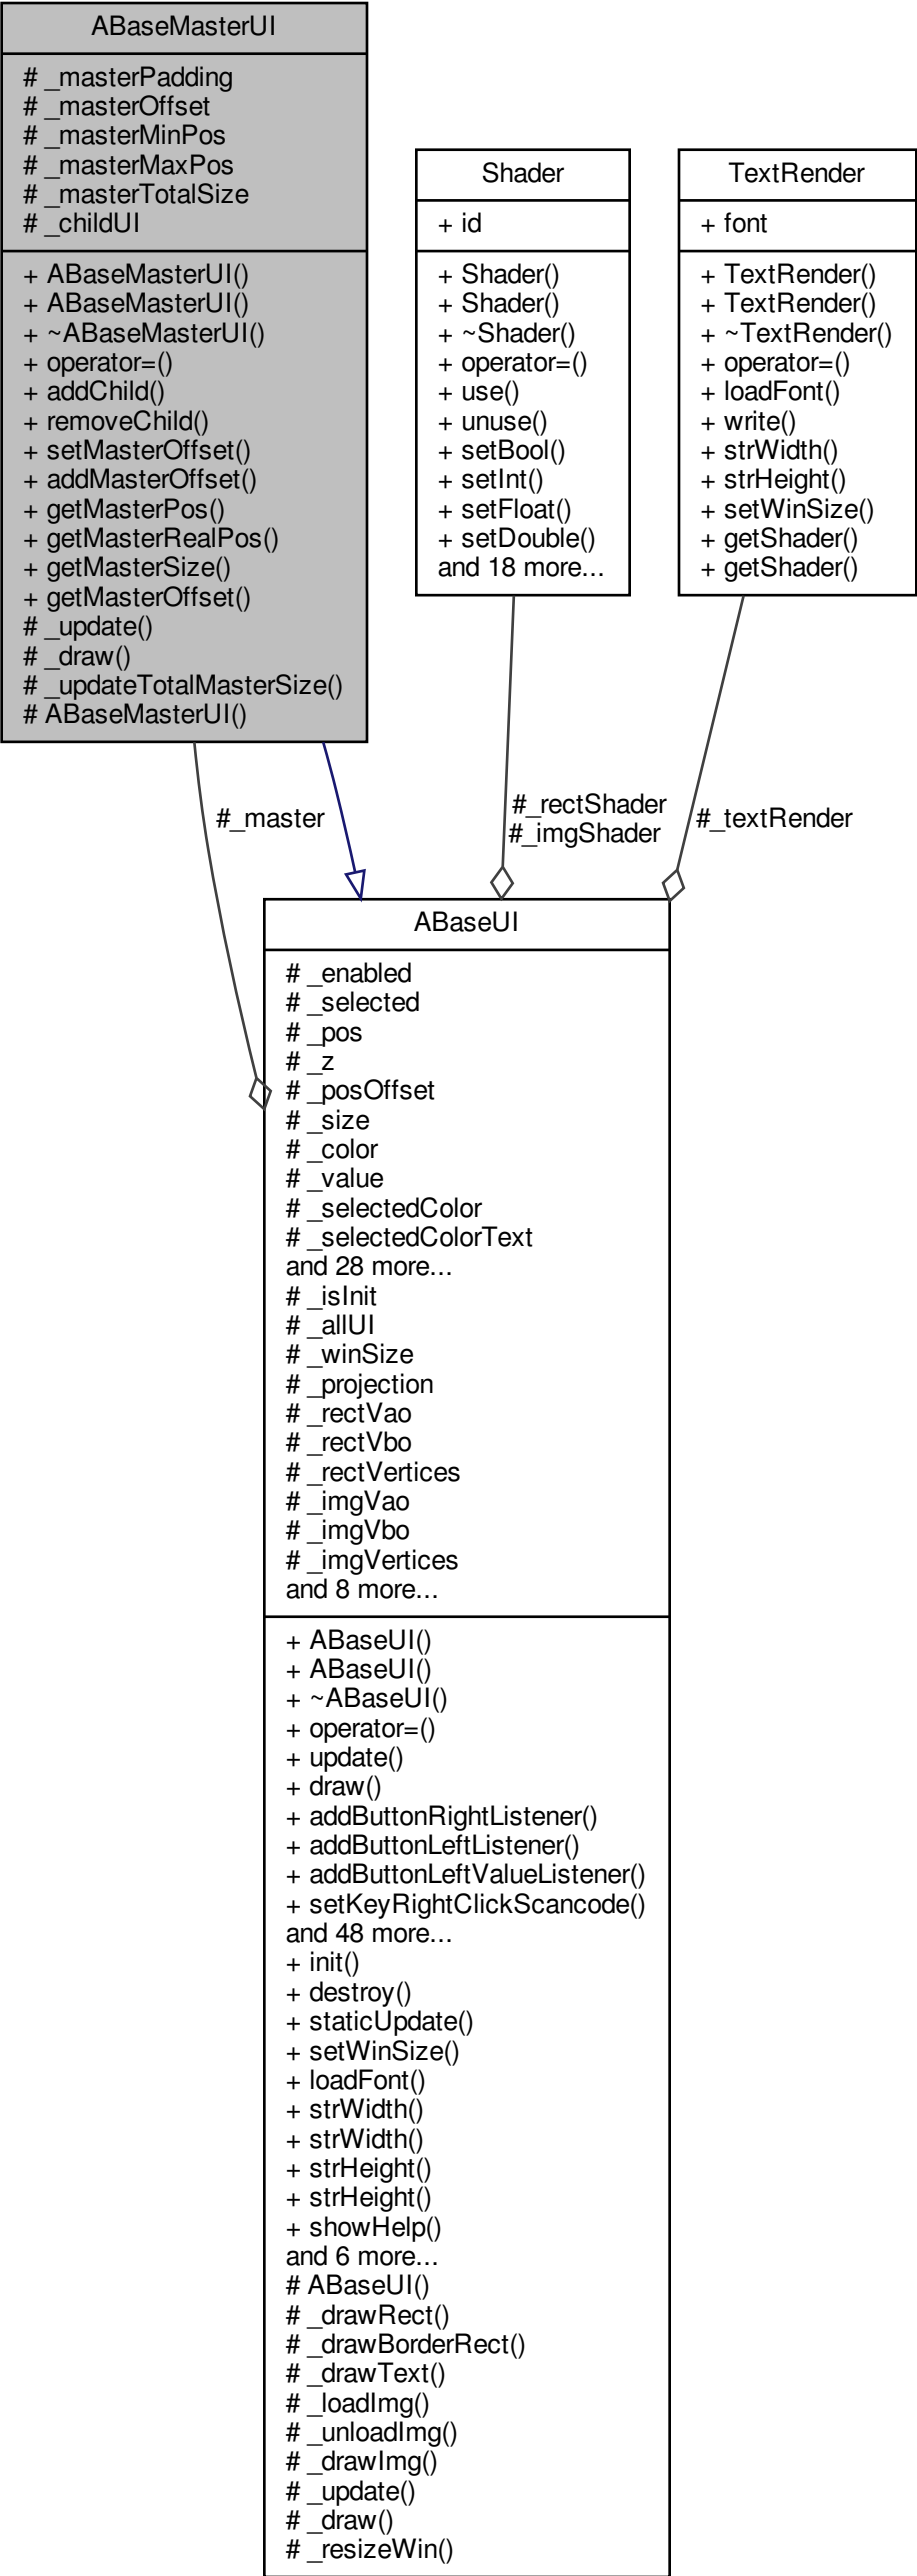 ABaseMasterUI
# _masterPadding
# _masterOffset
# _masterMinPos
# _masterMaxPos
# _masterTotalSize
# _childUI
+ ABaseMasterUI()
+ ABaseMasterUI()
+ ~ABaseMasterUI()
+ operator=()
+ addChild()
+ removeChild()
+ setMasterOffset()
+ addMasterOffset()
+ getMasterPos()
+ getMasterRealPos()
+ getMasterSize()
+ getMasterOffset()
# _update()
# _draw()
# _updateTotalMasterSize()
# ABaseMasterUI()
Shader
+ id
+ Shader()
+ Shader()
+ ~Shader()
+ operator=()
+ use()
+ unuse()
+ setBool()
+ setInt()
+ setFloat()
+ setDouble()
and 18 more...
TextRender
+ font
+ TextRender()
+ TextRender()
+ ~TextRender()
+ operator=()
+ loadFont()
+ write()
+ strWidth()
+ strHeight()
+ setWinSize()
+ getShader()
+ getShader()
#_master
#_rectShader
#_imgShader
#_textRender
ABaseUI
# _enabled
# _selected
# _pos
# _z
# _posOffset
# _size
# _color
# _value
# _selectedColor
# _selectedColorText
and 28 more...
# _isInit
# _allUI
# _winSize
# _projection
# _rectVao
# _rectVbo
# _rectVertices
# _imgVao
# _imgVbo
# _imgVertices
and 8 more...
+ ABaseUI()
+ ABaseUI()
+ ~ABaseUI()
+ operator=()
+ update()
+ draw()
+ addButtonRightListener()
+ addButtonLeftListener()
+ addButtonLeftValueListener()
+ setKeyRightClickScancode()
and 48 more...
+ init()
+ destroy()
+ staticUpdate()
+ setWinSize()
+ loadFont()
+ strWidth()
+ strWidth()
+ strHeight()
+ strHeight()
+ showHelp()
and 6 more...
# ABaseUI()
# _drawRect()
# _drawBorderRect()
# _drawText()
# _loadImg()
# _unloadImg()
# _drawImg()
# _update()
# _draw()
# _resizeWin()